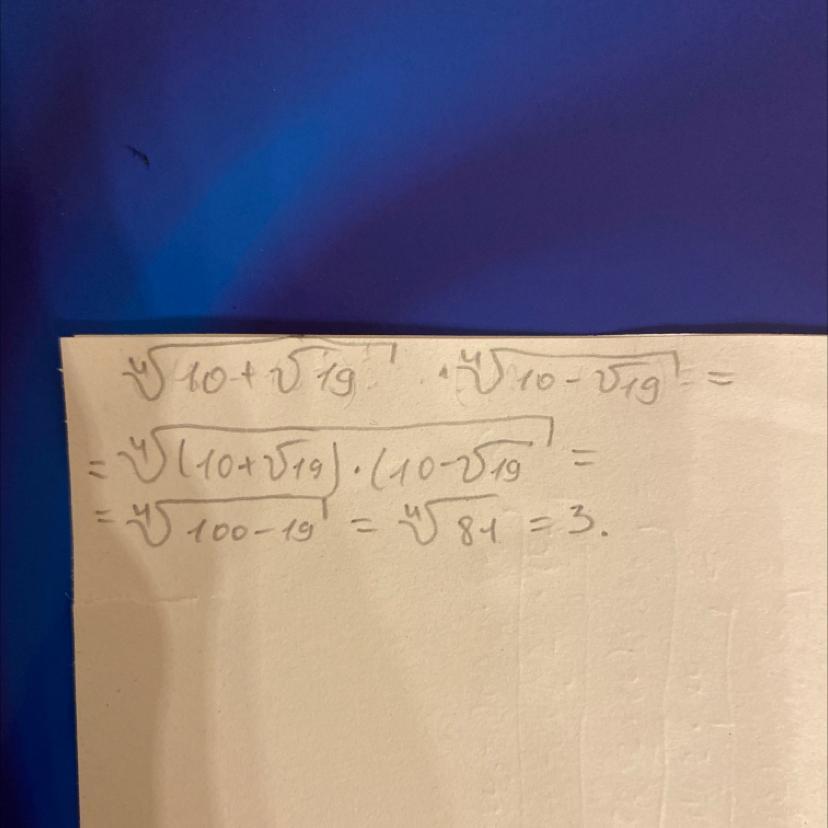 ∜(10+√19) · ∜(10-√19) =
= ∜((10+√19)·(10-√19) =
= ∜(100-19) = ∜81 = 3.